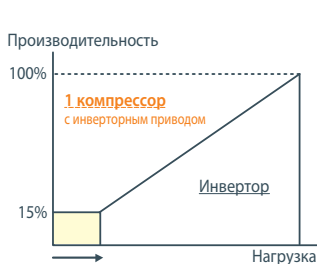 Производительность
100%
1 компрессор
с инверторным приводом
Инвертор
15%
Нагрузка